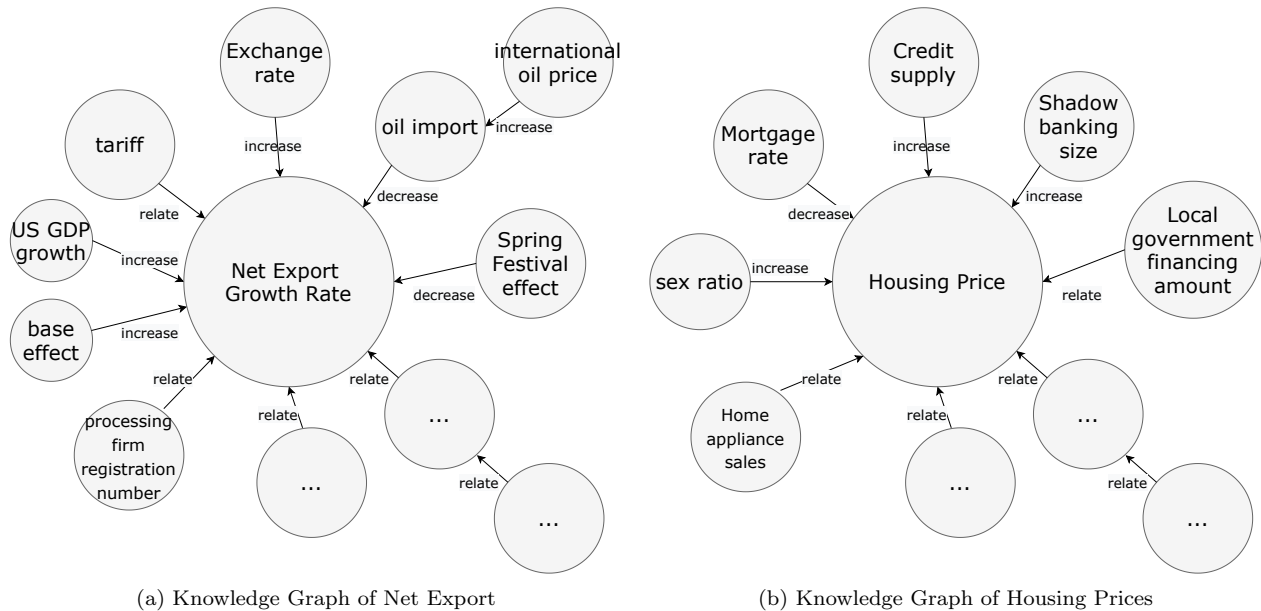 Exchange
rate
international
oil price
oil import
increase
tariff
increase
decrease
relate
US GDP
growth
increase
Net Export
Growth Rate
Spring
Festival
effect
decrease
base
effect
increase
relate
processing
firm
registration
number
relate
...
relate
...
relate
...
(a) Knowledge Graph of Net Export
Credit
supply
Shadow
banking
size
Mortgage
rate
increase
increase
decrease
Local
government
financing
amount
sex ratio
increase
Housing Price
relate
relate
Home
appliance
sales
relate
...
relate
...
relate
...
(b) Knowledge Graph of Housing Prices